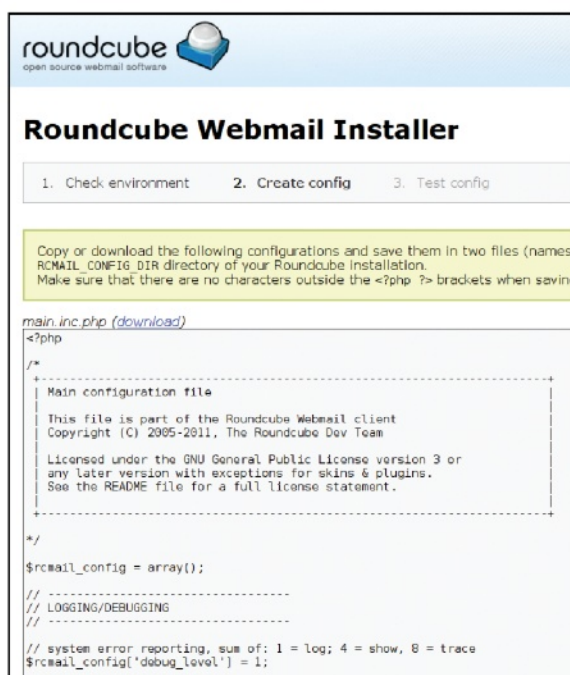 roundcube
open source webmail software
Roundcube Webmail Installer
1. Check environment 2. Create config 3. Test config
Copy or download the following configurations and save them in two files (names
RCMAIL_CONFIG_DIR directory of your Roundcube installation.
Make sure that there are no characters outside the <?php ?> brackets when savin
main.inc.php (download)
<?php
/*
+-----------------------------------------------------------------------+
| Main configuration file |
| This file is part of the Roundcube Webmail client |
| Copyright (C) 2005-2011, The Roundcube Dev Team |
| Licensed under the GNU General Public License version 3 or |
| any later version with exceptions for skins & plugins. |
| See the README file for a full license statement. |
+-----------------------------------------------------------------------+
*/
$rcmail_config = array();
// ----------------------------------
// LOGGING/DEBUGGING
// ----------------------------------
// system error reporting, sum of: 1 = log; 4 = show, 8 = trace
$rcmail_config['debug_level'] = 1;